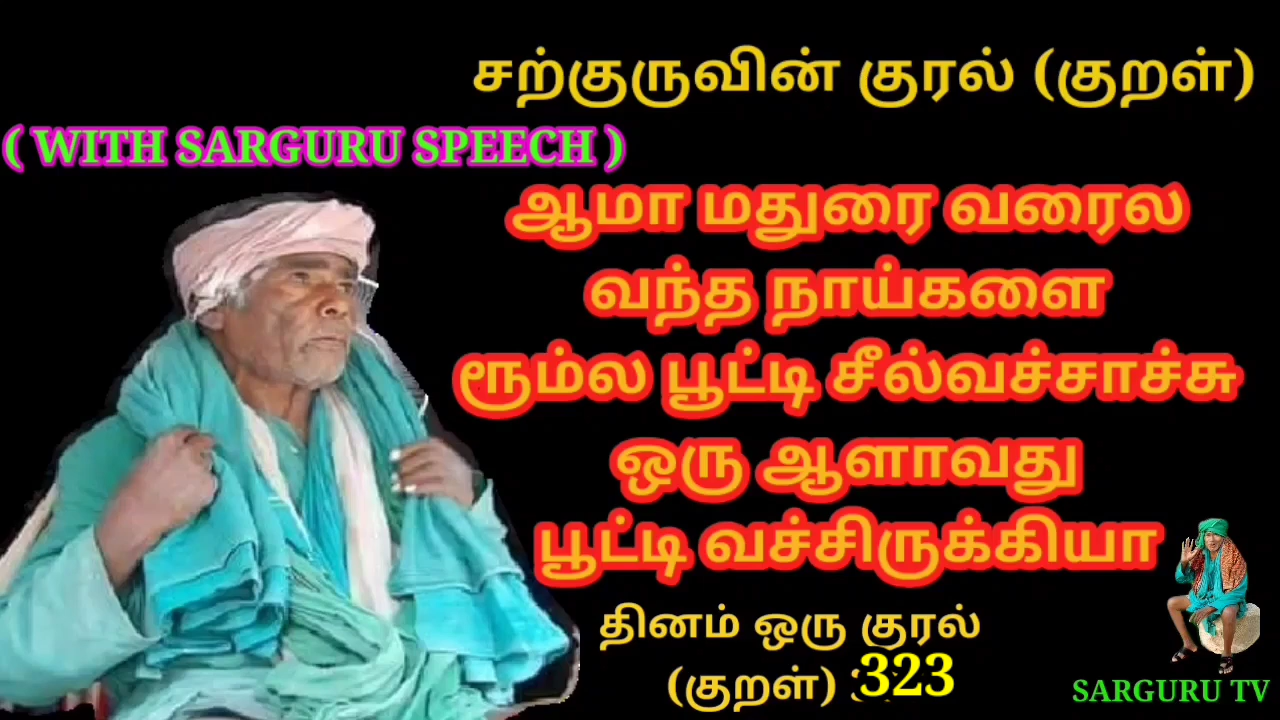 சற்குருவின் குரல் (குறள்)
( WITH SARGURU SPEECH )
ஆமா மதுரை வரைல
வந்த நாய்களை
ரூம்ல பூட்டி சீல்வச்சாச்சு
ஒரு ஆளாவது
பூட்டி வச்சிருக்கியா
தினம் ஒரு குரல்
(குறள்) 323
SARGURU TV